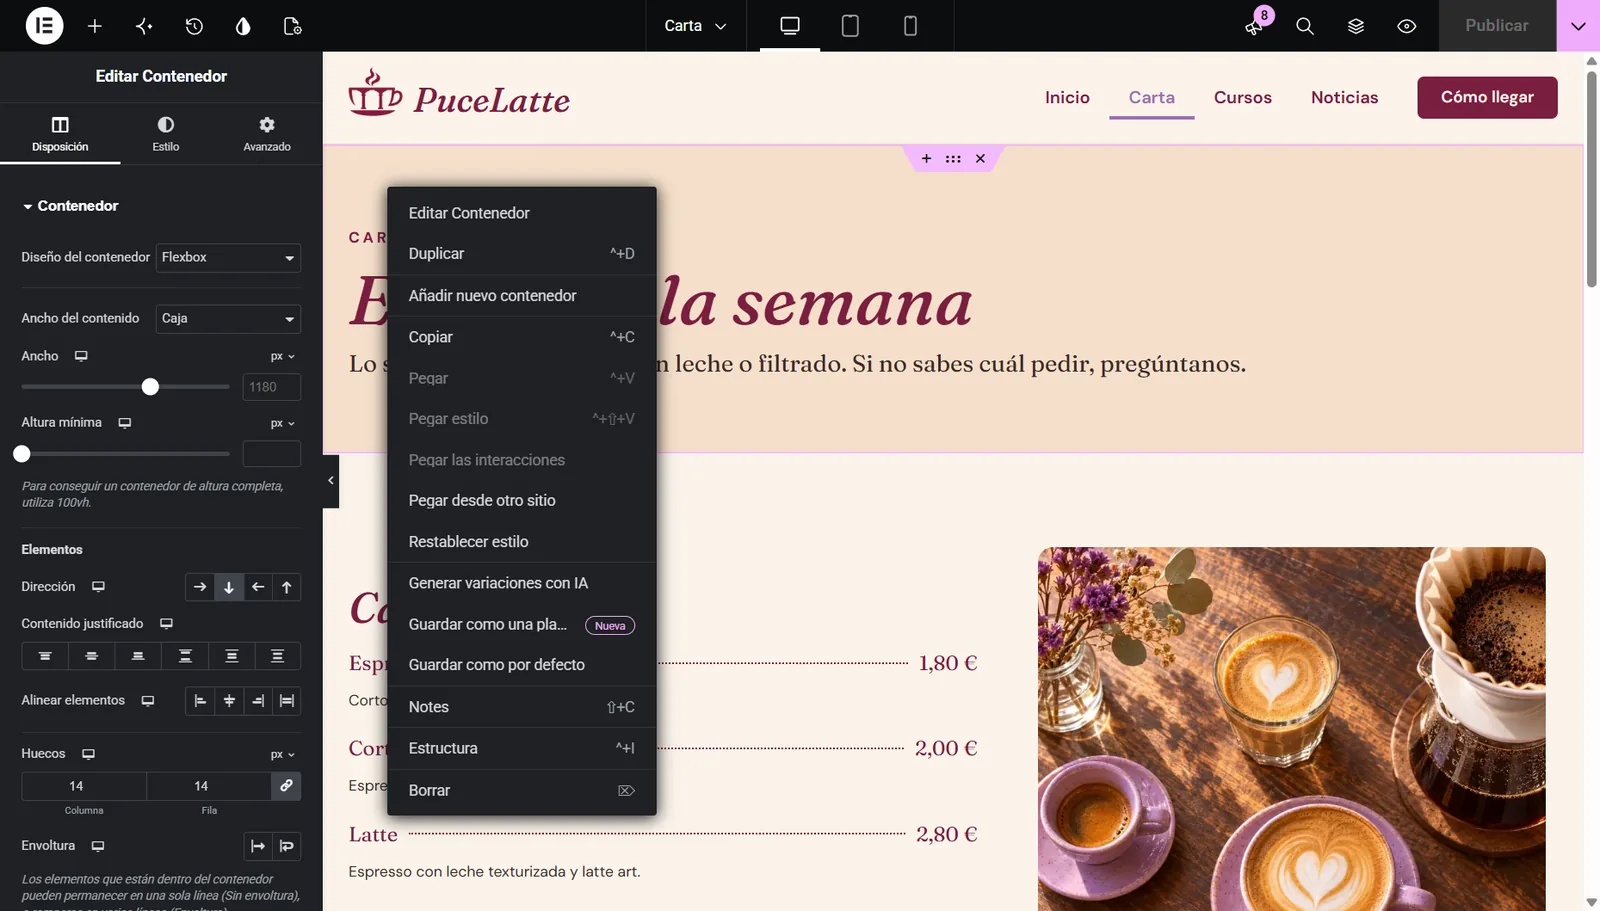 Carta
8
Publicar
Editar Contenedor
Disposición
Estilo
Avanzado
Contenedor
Diseño del contenedor
Flexbox
Ancho del contenido
Caja
Ancho
px
1180
Altura mínima
px
Para conseguir un contenedor de altura completa,
utiliza 100vh.
Elementos
Dirección
Contenido justificado
Alinear elementos
Huecos
px
14
14
Columna
Fila
Envoltura
Los elementos que están dentro del contenedor
pueden permanecer en una sola línea (Sin envoltura),
PuceLatte
Inicio
Carta
Cursos
Noticias
Cómo llegar
CAR
E
la semana
Lo s
n leche o filtrado. Si no sabes cuál pedir, pregúntanos.
Editar Contenedor
Duplicar ^+D
Añadir nuevo contenedor
Copiar ^+C
Pegar ^+V
Pegar estilo ^+⇧+V
Pegar las interacciones
Pegar desde otro sitio
Restablecer estilo
Generar variaciones con IA
Guardar como una pla... Nueva
Guardar como por defecto
Notes ⇧+C
Estructura ^+I
Borrar ⌦
Ca
Espr
1,80 €
Corto
Cort
2,00 €
Espre
Latte
2,80 €
Espresso con leche texturizada y latte art.